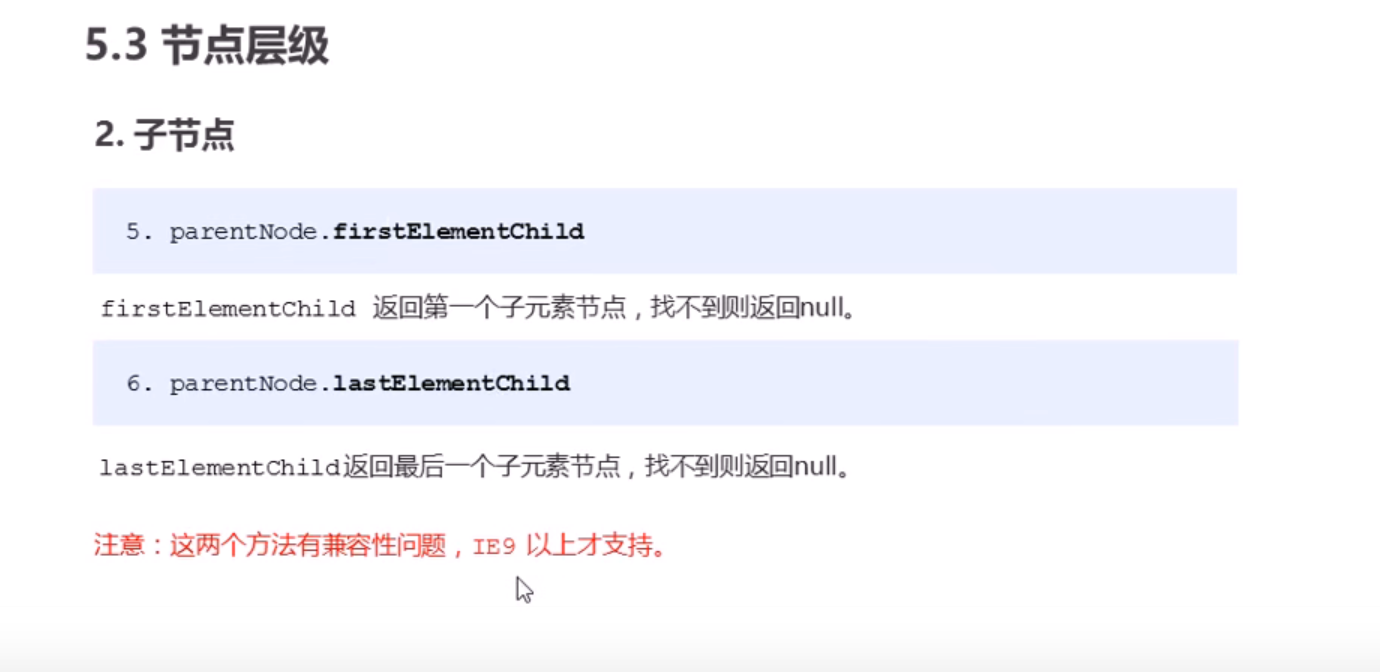 5.3 节点层级
2. 子节点
5. parentNode.firstElementChild
firstElementChild 返回第一个子元素节点，找不到则返回null。
6. parentNode.lastElementChild
lastElementChild返回最后一个子元素节点，找不到则返回null。
注意：这两个方法有兼容性问题，IE9 以上才支持。